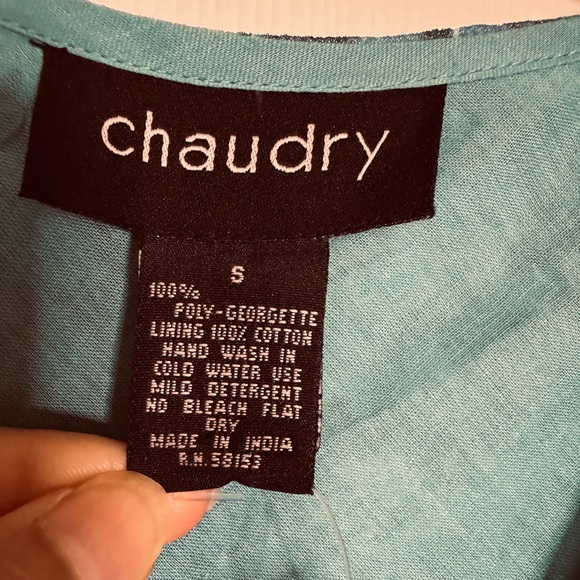 chaudry
S
100%
POLY-GEORGETTE
LINING 100% COTTON
HAND WASH IN
COLD WATER USE
MILD DETERGENT
NO BLEACH FLAT
DRY
MADE IN INDIA
R.N. 58153